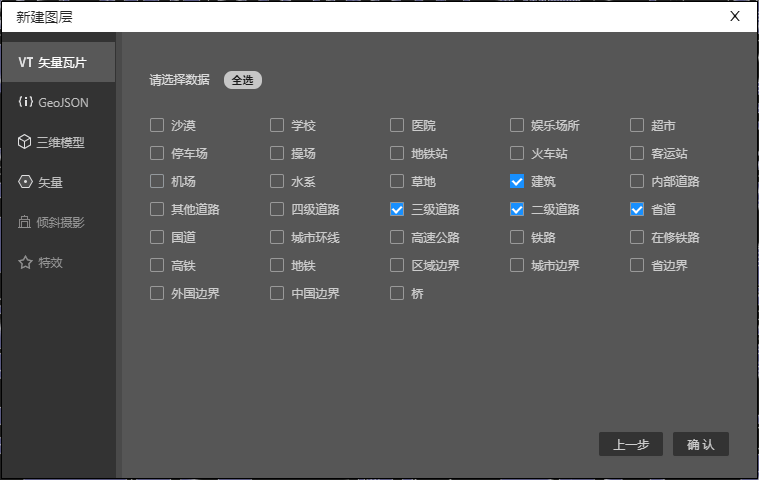 新建图层 X
VT 矢量瓦片
GeoJSON
三维模型
矢量
倾斜摄影
特效
请选择数据 全选
沙漠 学校 医院 娱乐场所 超市
停车场 操场 地铁站 火车站 客运站
机场 水系 草地 建筑 内部道路
其他道路 四级道路 三级道路 二级道路 省道
国道 城市环线 高速公路 铁路 在修铁路
高铁 地铁 区域边界 城市边界 省边界
外国边界 中国边界 桥
上一步 确认